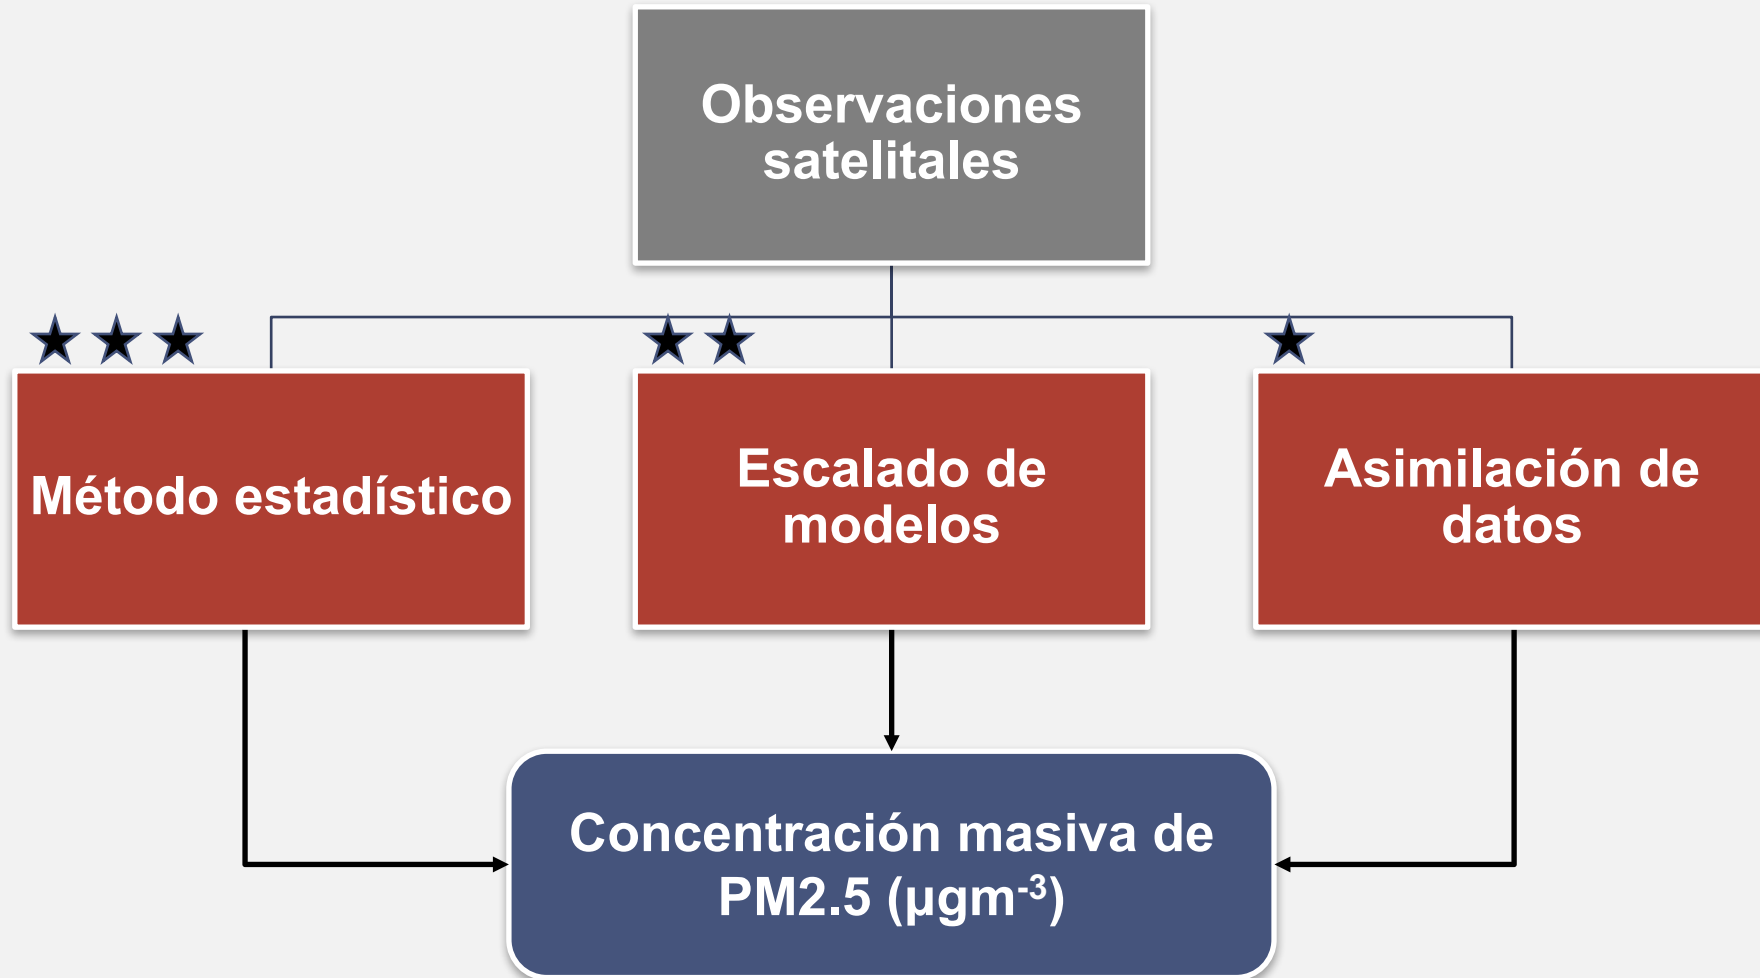 Observaciones
satelitales
Método estadístico
Escalado de
modelos
Asimilación de
datos
Concentración masiva de
PM2.5 (µgm⁻³)